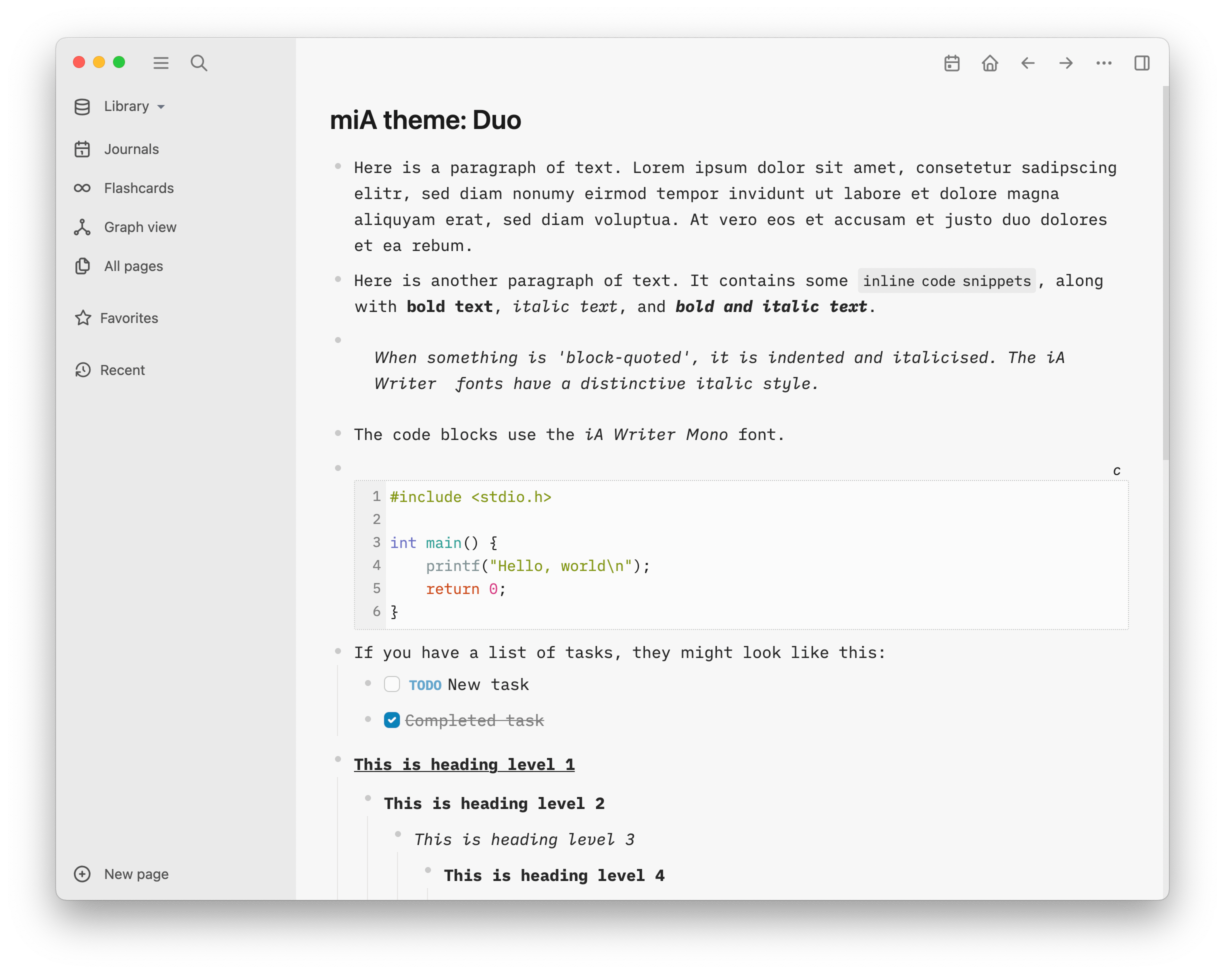 Library
Journals
Flashcards
Graph view
All pages
Favorites
Recent
New page
miA theme: Duo
Here is a paragraph of text. Lorem ipsum dolor sit amet, consetetur sadipscing
elitr, sed diam nonumy eirmod tempor invidunt ut labore et dolore magna
aliquyam erat, sed diam voluptua. At vero eos et accusam et justo duo dolores
et ea rebum.
Here is another paragraph of text. It contains some inline code snippets, along
with bold text, italic text, and bold and italic text.
When something is 'block-quoted', it is indented and italicised. The iA
Writer  fonts have a distinctive italic style.
The code blocks use the iA Writer Mono font.
c
1 #include <stdio.h>
2
3 int main() {
4     printf("Hello, world\n");
5     return 0;
6 }
If you have a list of tasks, they might look like this:
TODO New task
Completed task
This is heading level 1
This is heading level 2
This is heading level 3
This is heading level 4